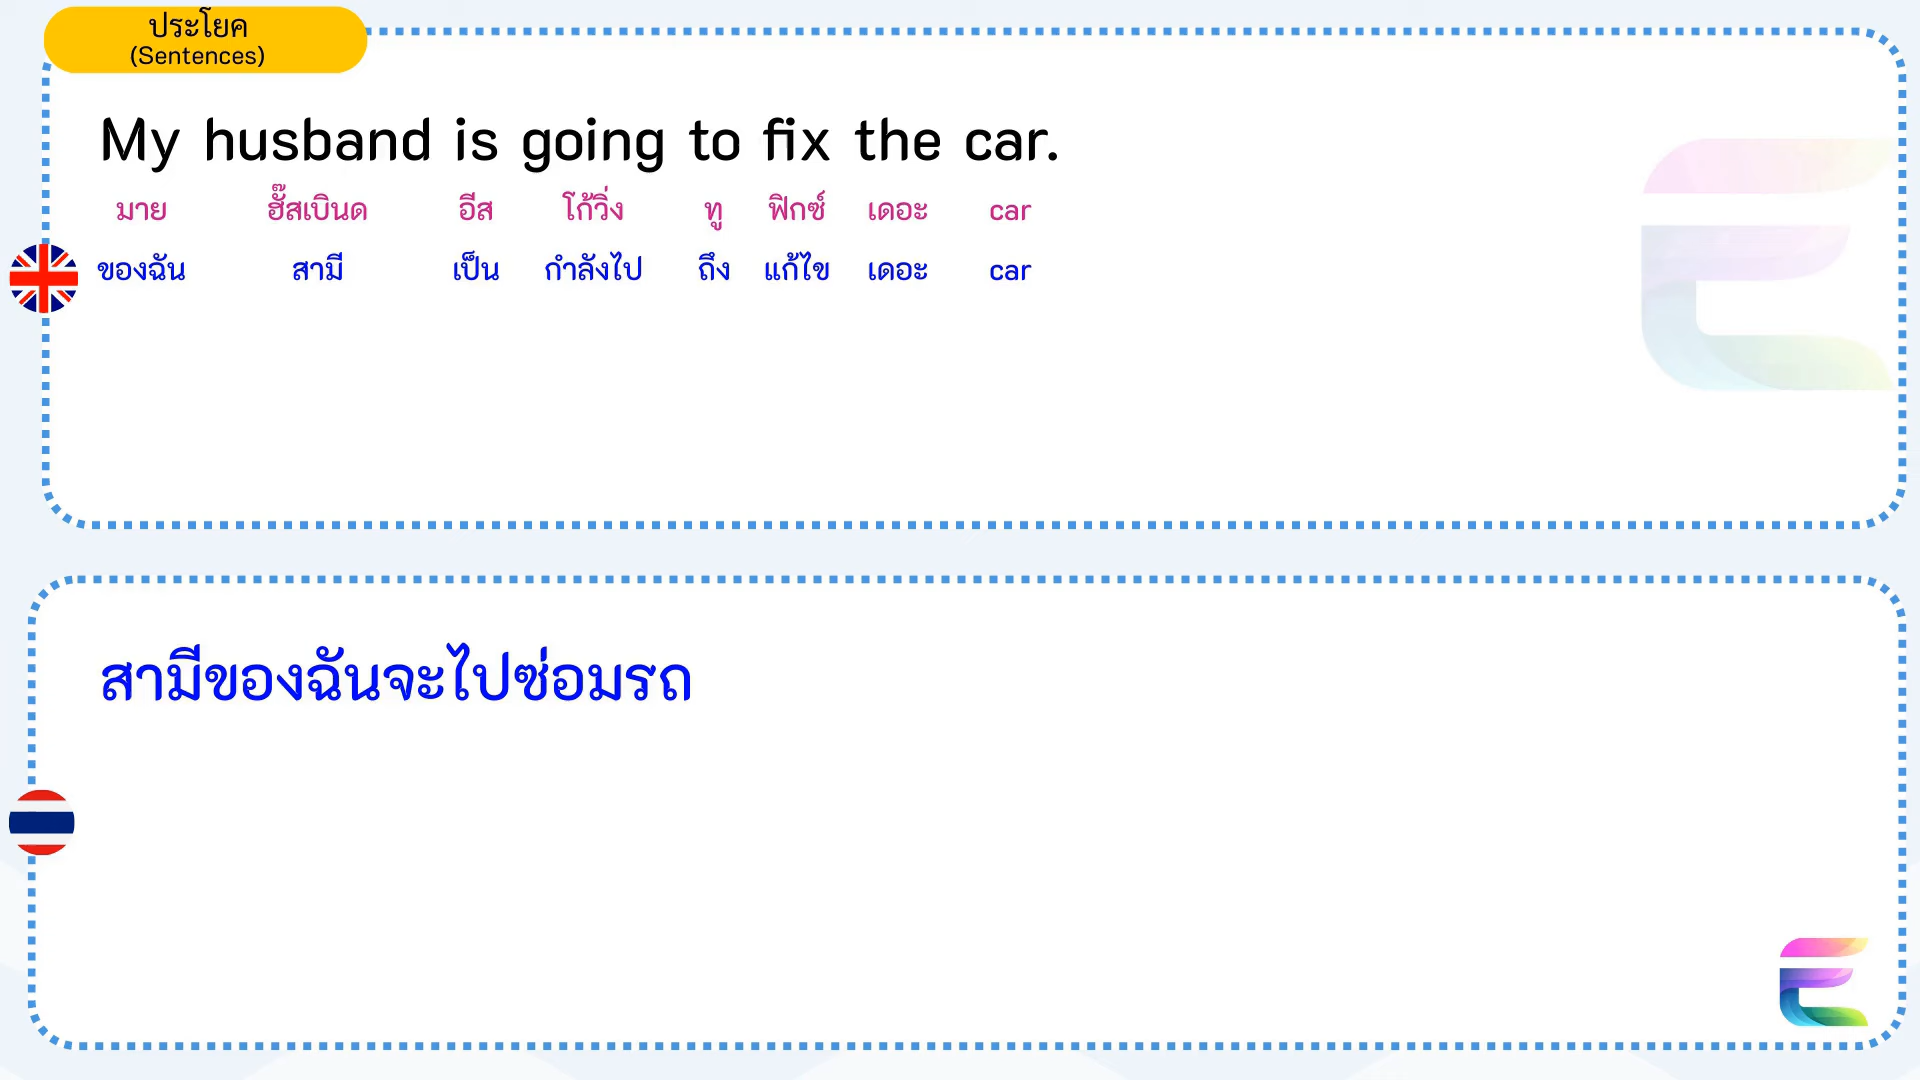 ประโยค
(Sentences)
My husband is going to fix the car.
มาย ฮั๊สเบินด อีส โก้วิ่ง ทู ฟิกซ์ เดอะ car
ของฉัน สามี เป็น กำลังไป ถึง แก้ไข เดอะ car
สามีของฉันจะไปซ่อมรถ